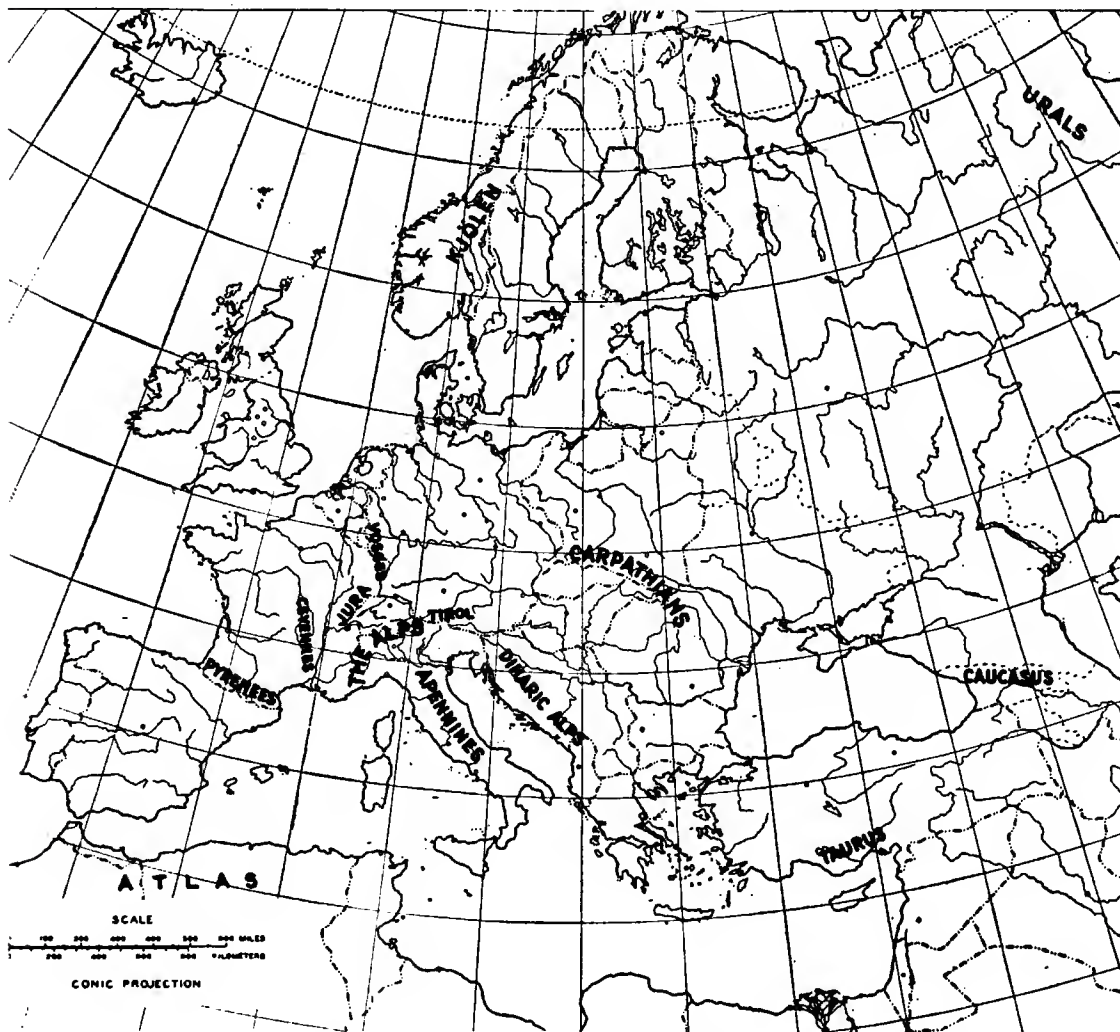 URALS
KJOLEN
CARPATHIANS
VOSGES
JURA
CEVENNES
THE ALPS
TIROL
PYRENEES
APENNINES
DINARIC ALPS
CAUCASUS
TAURUS
ATLAS
SCALE
MILES
KILOMETERS
CONIC PROJECTION